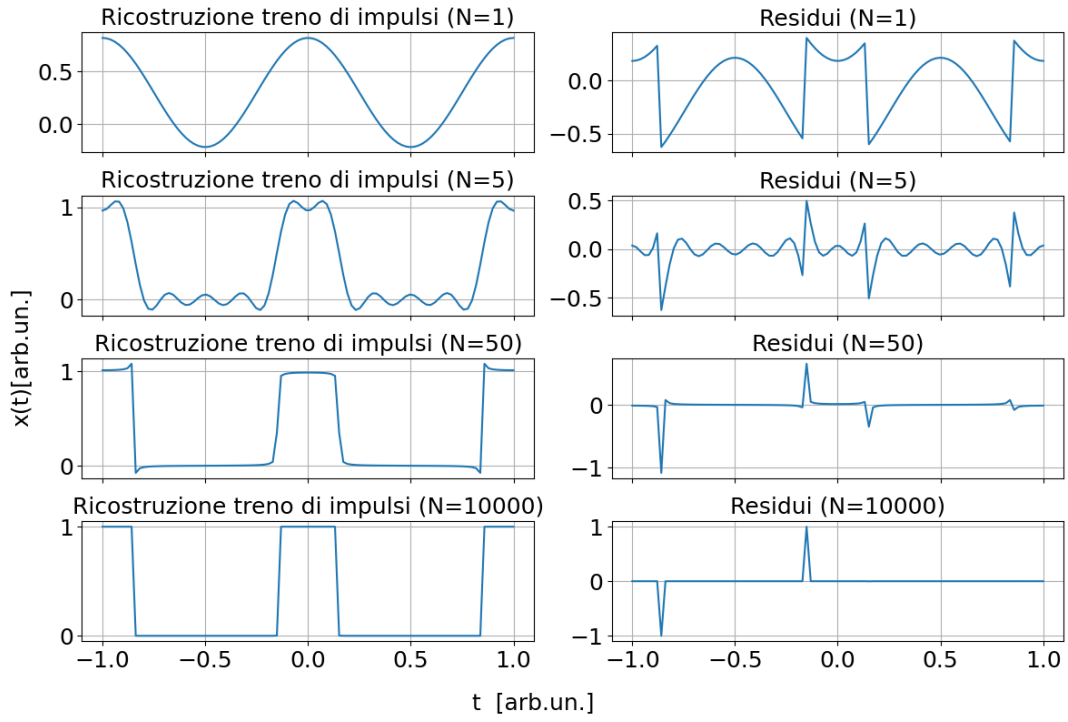 Ricostruzione treno di impulsi (N=1)
Residui (N=1)
0.5
0.0
0.0
−0.5
Ricostruzione treno di impulsi (N=5)
Residui (N=5)
1
0
0.5
0.0
−0.5
Ricostruzione treno di impulsi (N=50)
Residui (N=50)
1
0
0
−1
Ricostruzione treno di impulsi (N=10000)
Residui (N=10000)
1
0
1
0
−1
−1.0 −0.5 0.0 0.5 1.0
−1.0 −0.5 0.0 0.5 1.0
x(t)[arb.un.]
t [arb.un.]